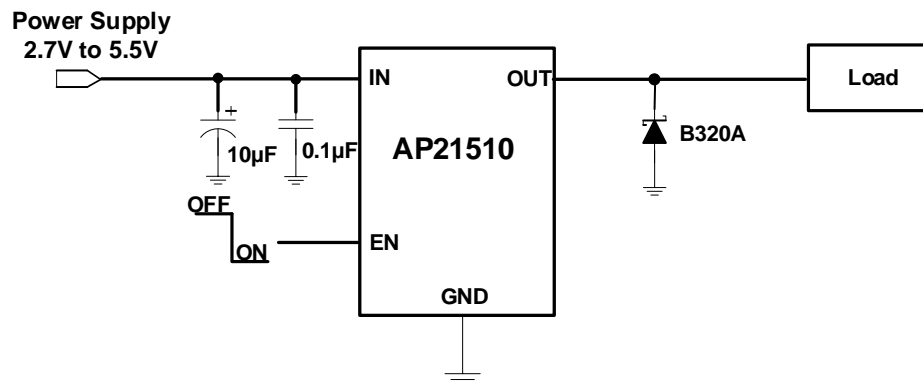 Power Supply
2.7V to 5.5V
IN
OUT
Load
10µF
0.1µF
AP21510
B320A
OFF
ON
EN
GND
+